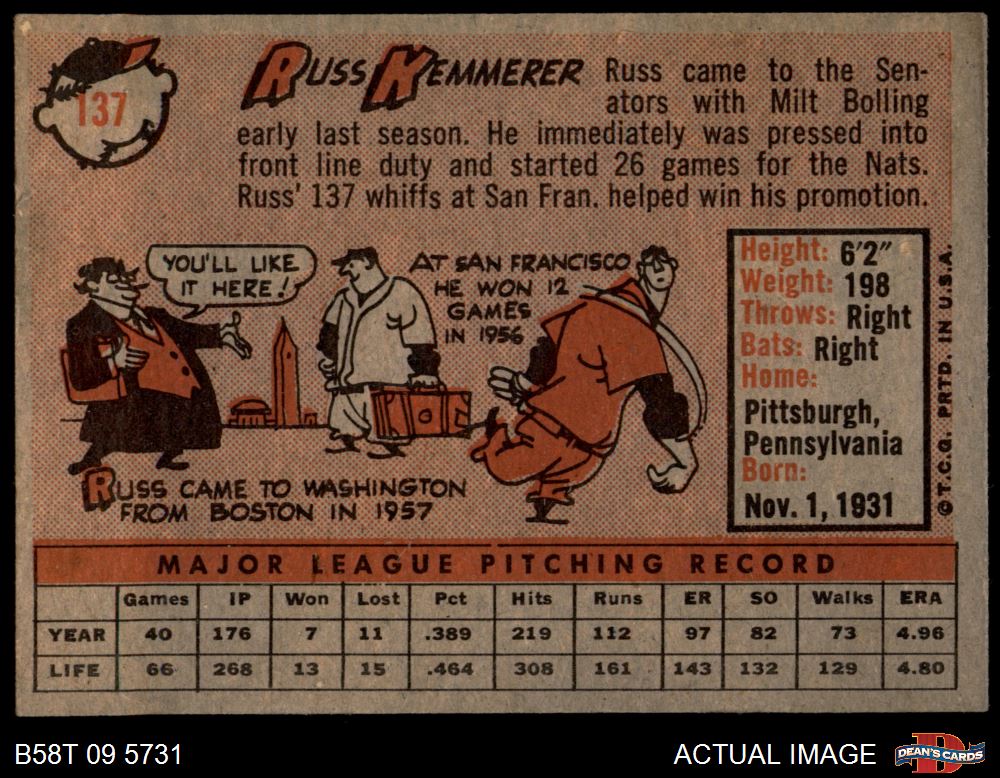 137
RUSS KEMMERER Russ came to the Sen-
ators with Milt Bolling
early last season. He immediately was pressed into
front line duty and started 26 games for the Nats.
Russ' 137 whiffs at San Fran. helped win his promotion.
YOU'LL LIKE
IT HERE!
AT SAN FRANCISCO
HE WON 12
GAMES
IN 1956
RUSS CAME TO WASHINGTON
FROM BOSTON IN 1957
Height: 6'2"
Weight: 198
Throws: Right
Bats: Right
Home:
Pittsburgh,
Pennsylvania
Born:
Nov. 1, 1931
© T.C.G. PRTD. IN U.S.A.
MAJOR LEAGUE PITCHING RECORD
Games IP Won Lost Pct Hits Runs ER SO Walks ERA
YEAR 40 176 7 11 .389 219 112 97 82 73 4.96
LIFE 66 268 13 15 .464 308 161 143 132 129 4.80
B58T 09 5731
ACTUAL IMAGE
D
DEAN'S CARDS